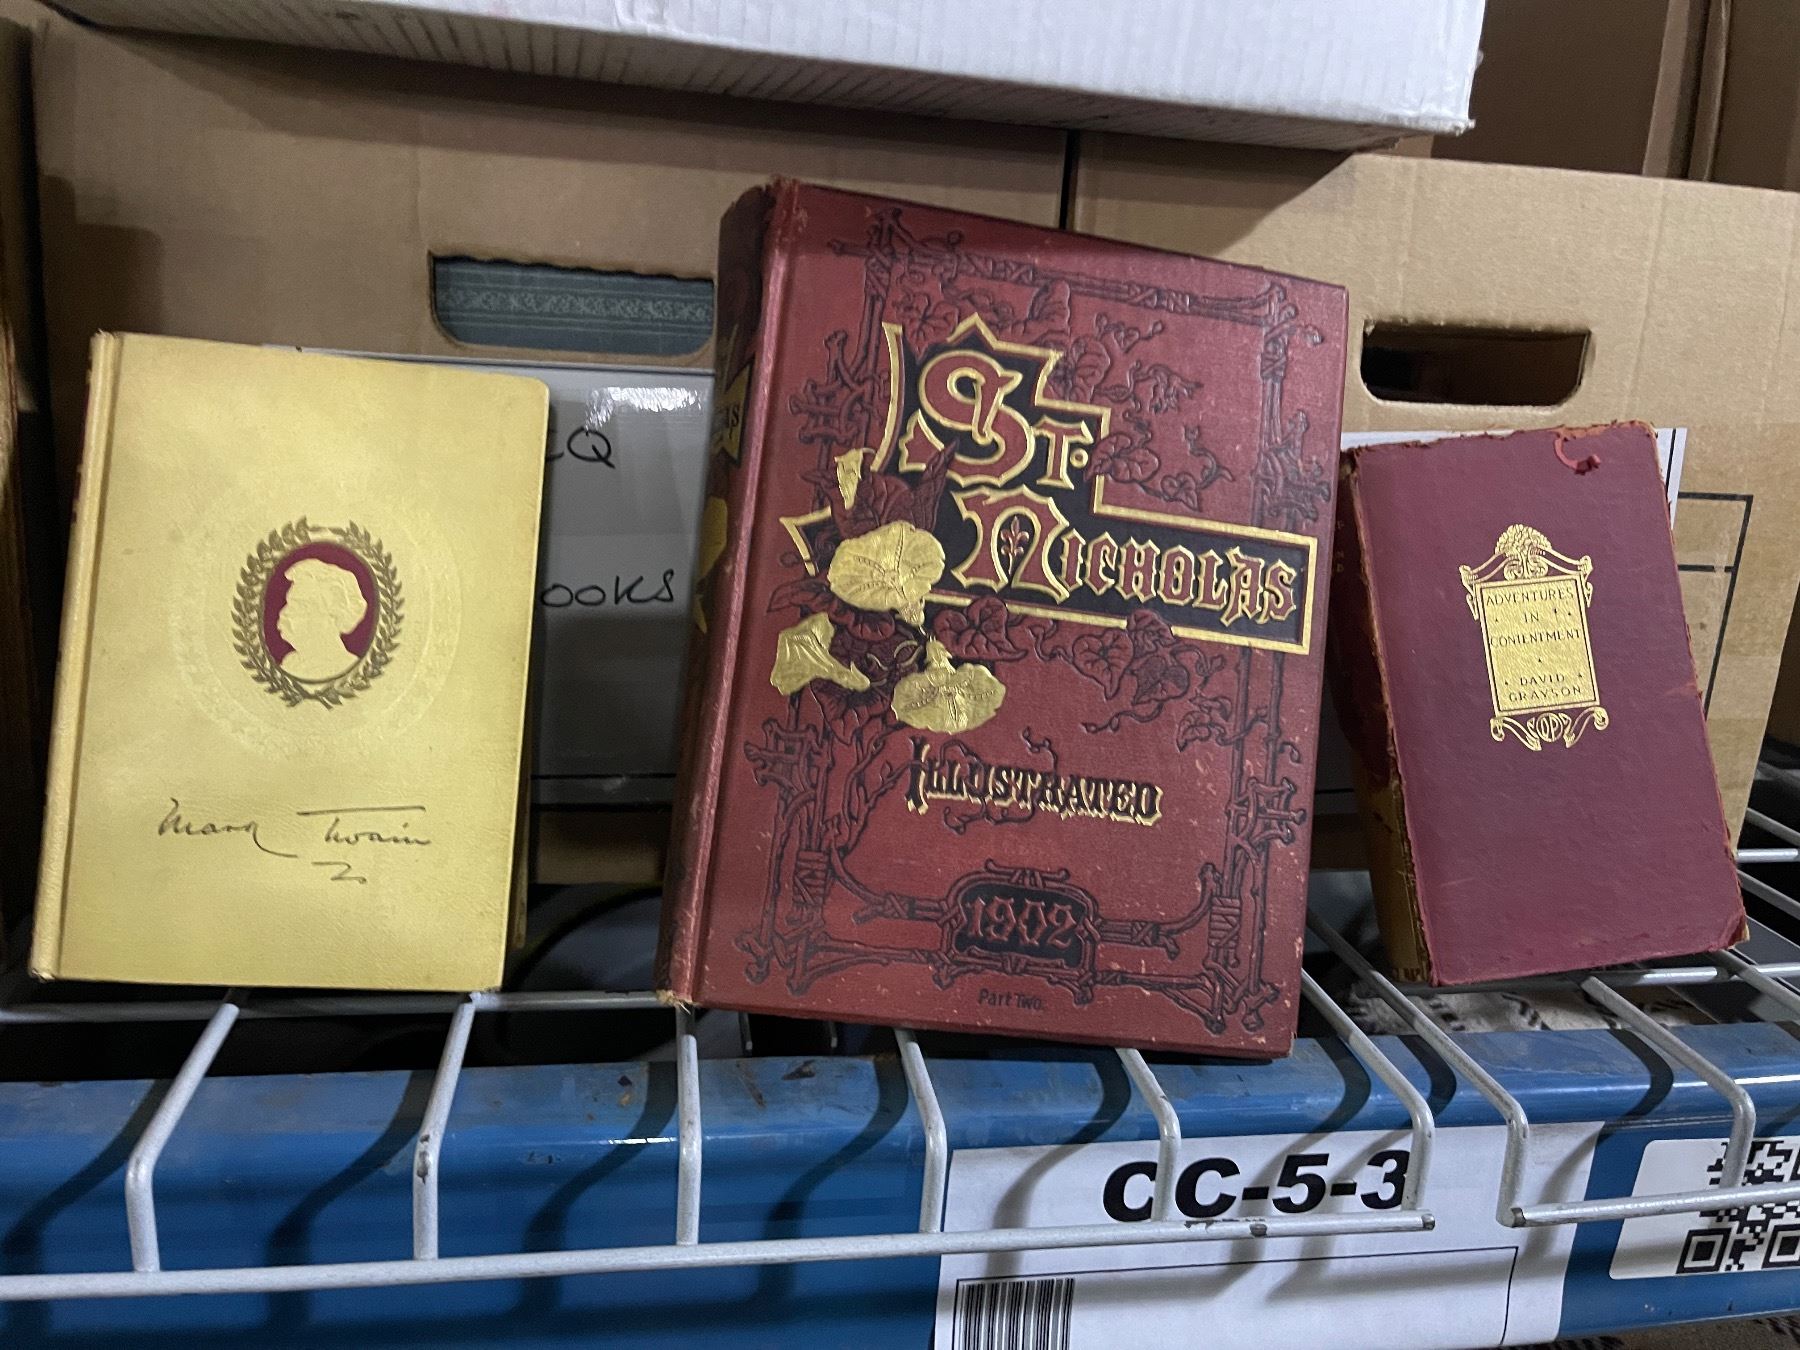 Mark Twain
ST.
NICHOLAS
ILLUSTRATED
1902
Part Two.
ADVENTURES
IN
CONTENTMENT
DAVID
GRAYSON
OOKS
CC-5-3